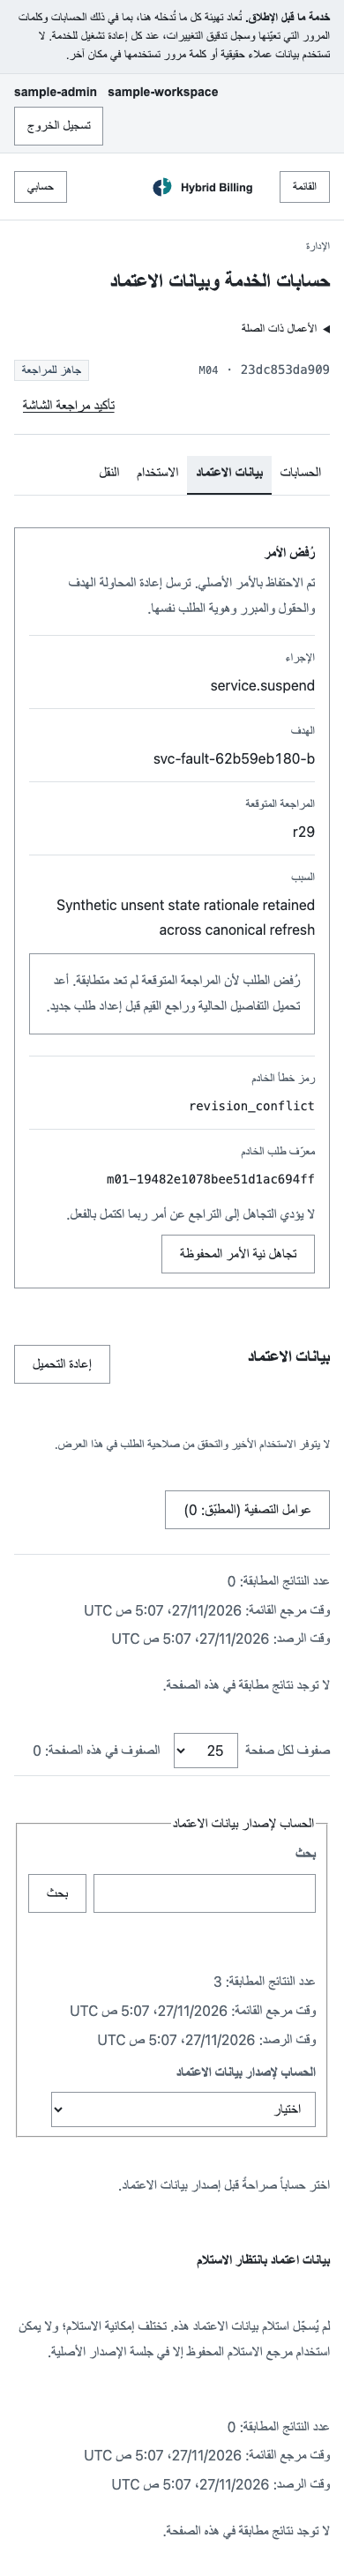 خدمة ما قبل الإطلاق. تُعاد تهيئة كل ما تُدخله هنا، بما في ذلك الحسابات وكلمات
المرور التي تعيّنها وسجل تدقيق التغييرات، عند كل إعادة تشغيل للخدمة. لا
تستخدم بيانات عملاء حقيقية أو كلمة مرور تستخدمها في مكان آخر.
sample-admin sample-workspace
تسجيل الخروج
القائمة
Hybrid Billing
حسابي
الإدارة
حسابات الخدمة وبيانات الاعتماد
الأعمال ذات الصلة
M04 · 23dc853da909
جاهز للمراجعة
تأكيد مراجعة الشاشة
الحسابات
بيانات الاعتماد
الاستخدام
النقل
رُفض الأمر
تم الاحتفاظ بالأمر الأصلي. ترسل إعادة المحاولة الهدف
والحقول والمبرر وهوية الطلب نفسها.
الإجراء
service.suspend
الهدف
svc-fault-62b59eb180-b
المراجعة المتوقعة
r29
السبب
Synthetic unsent state rationale retained
across canonical refresh
رُفض الطلب لأن المراجعة المتوقعة لم تعد متطابقة. أعد
تحميل التفاصيل الحالية وراجع القيم قبل إعداد طلب جديد.
رمز خطأ الخادم
revision_conflict
معرّف طلب الخادم
m01-19482e1078bee51d1ac694ff
لا يؤدي التجاهل إلى التراجع عن أمر ربما اكتمل بالفعل.
تجاهل نية الأمر المحفوظة
بيانات الاعتماد
إعادة التحميل
لا يتوفر الاستخدام الأخير والتحقق من صلاحية الطلب في هذا العرض.
عوامل التصفية (المطبّق: 0)
عدد النتائج المطابقة: 0
وقت مرجع القائمة: 27/11/2026، 5:07 ص UTC
وقت الرصد: 27/11/2026، 5:07 ص UTC
لا توجد نتائج مطابقة في هذه الصفحة.
صفوف لكل صفحة
25
الصفوف في هذه الصفحة: 0
الحساب لإصدار بيانات الاعتماد
بحث
بحث
عدد النتائج المطابقة: 3
وقت مرجع القائمة: 27/11/2026، 5:07 ص UTC
وقت الرصد: 27/11/2026، 5:07 ص UTC
الحساب لإصدار بيانات الاعتماد
اختيار
اختر حساباً صراحةً قبل إصدار بيانات الاعتماد.
بيانات اعتماد بانتظار الاستلام
لم يُسجّل استلام بيانات الاعتماد هذه. تختلف إمكانية الاستلام؛ ولا يمكن
استخدام مرجع الاستلام المحفوظ إلا في جلسة الإصدار الأصلية.
عدد النتائج المطابقة: 0
وقت مرجع القائمة: 27/11/2026، 5:07 ص UTC
وقت الرصد: 27/11/2026، 5:07 ص UTC
لا توجد نتائج مطابقة في هذه الصفحة.